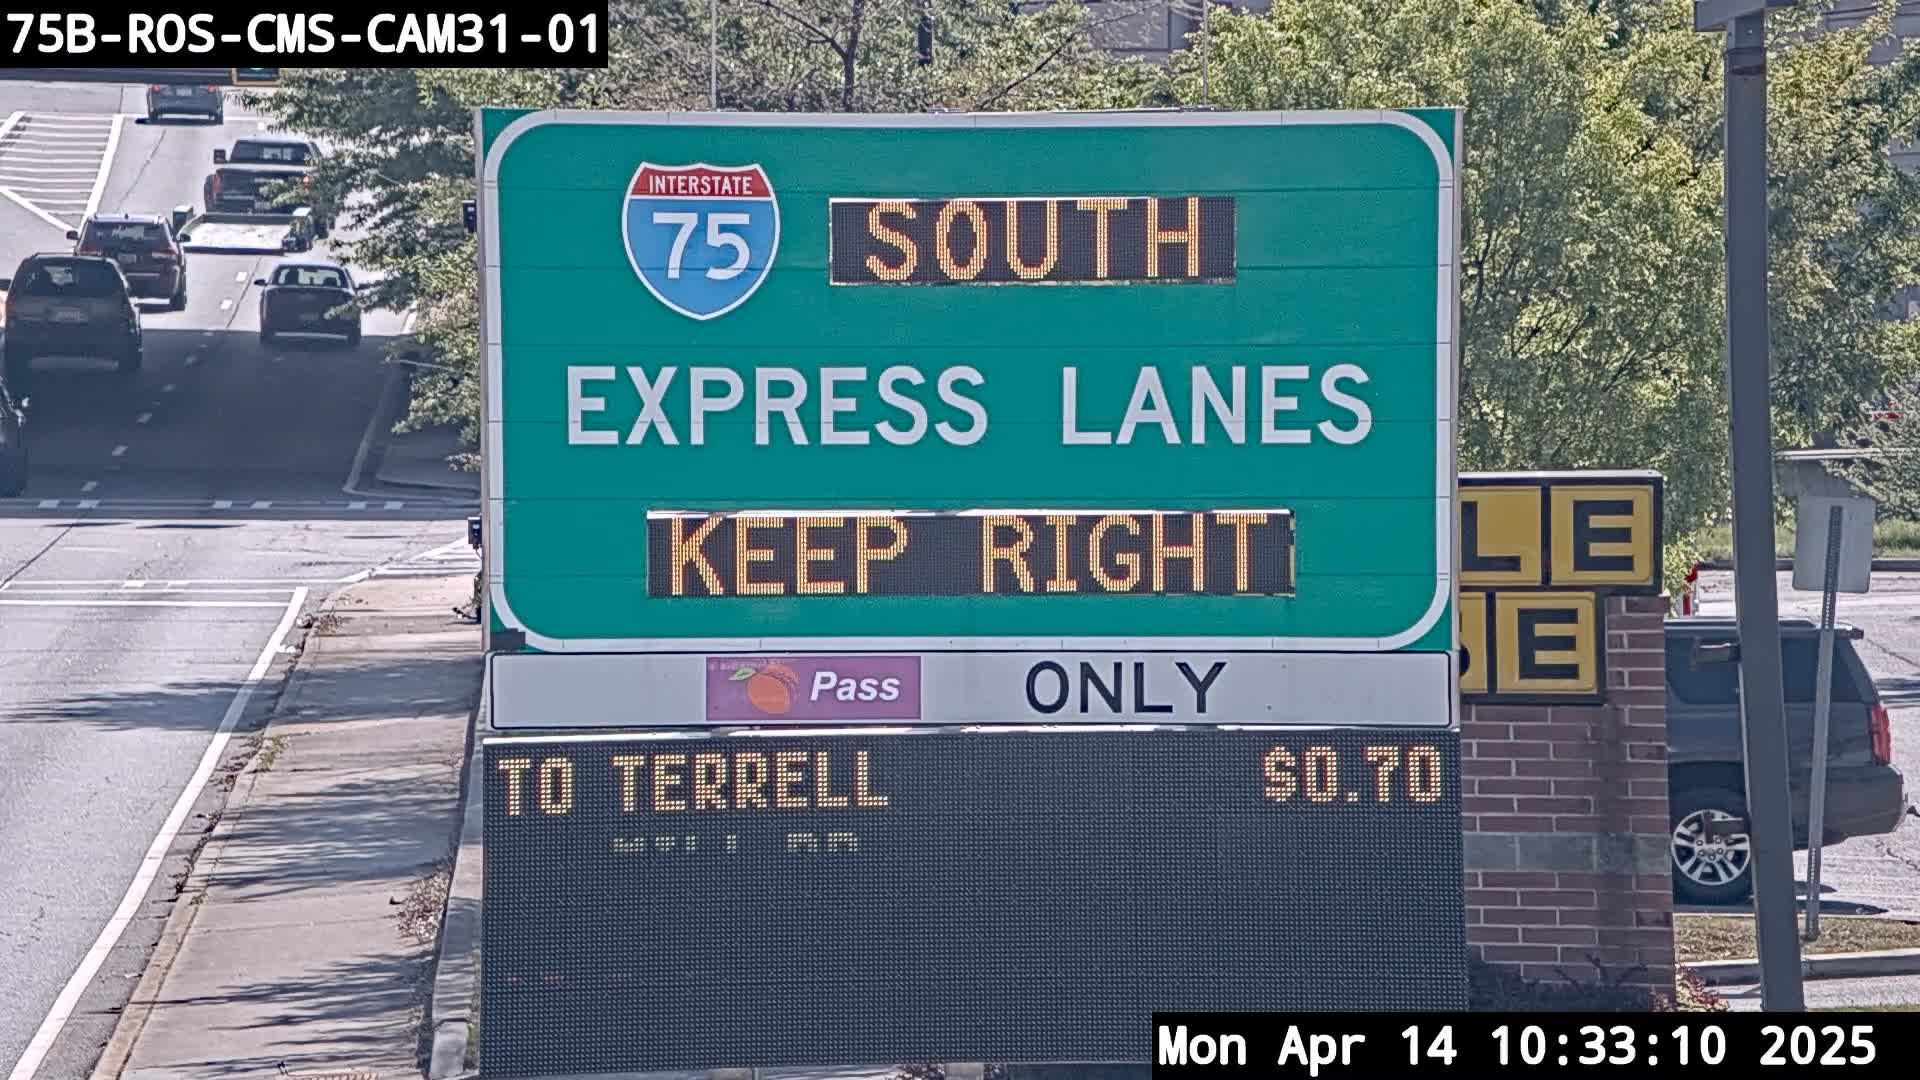 75B-ROS-CMS-CAM31-01
INTERSTATE
75
SOUTH
EXPRESS LANES
KEEP RIGHT
LE
E
Pass ONLY
TO TERRELL $0.70
Mon Apr 14 10:33:10 2025